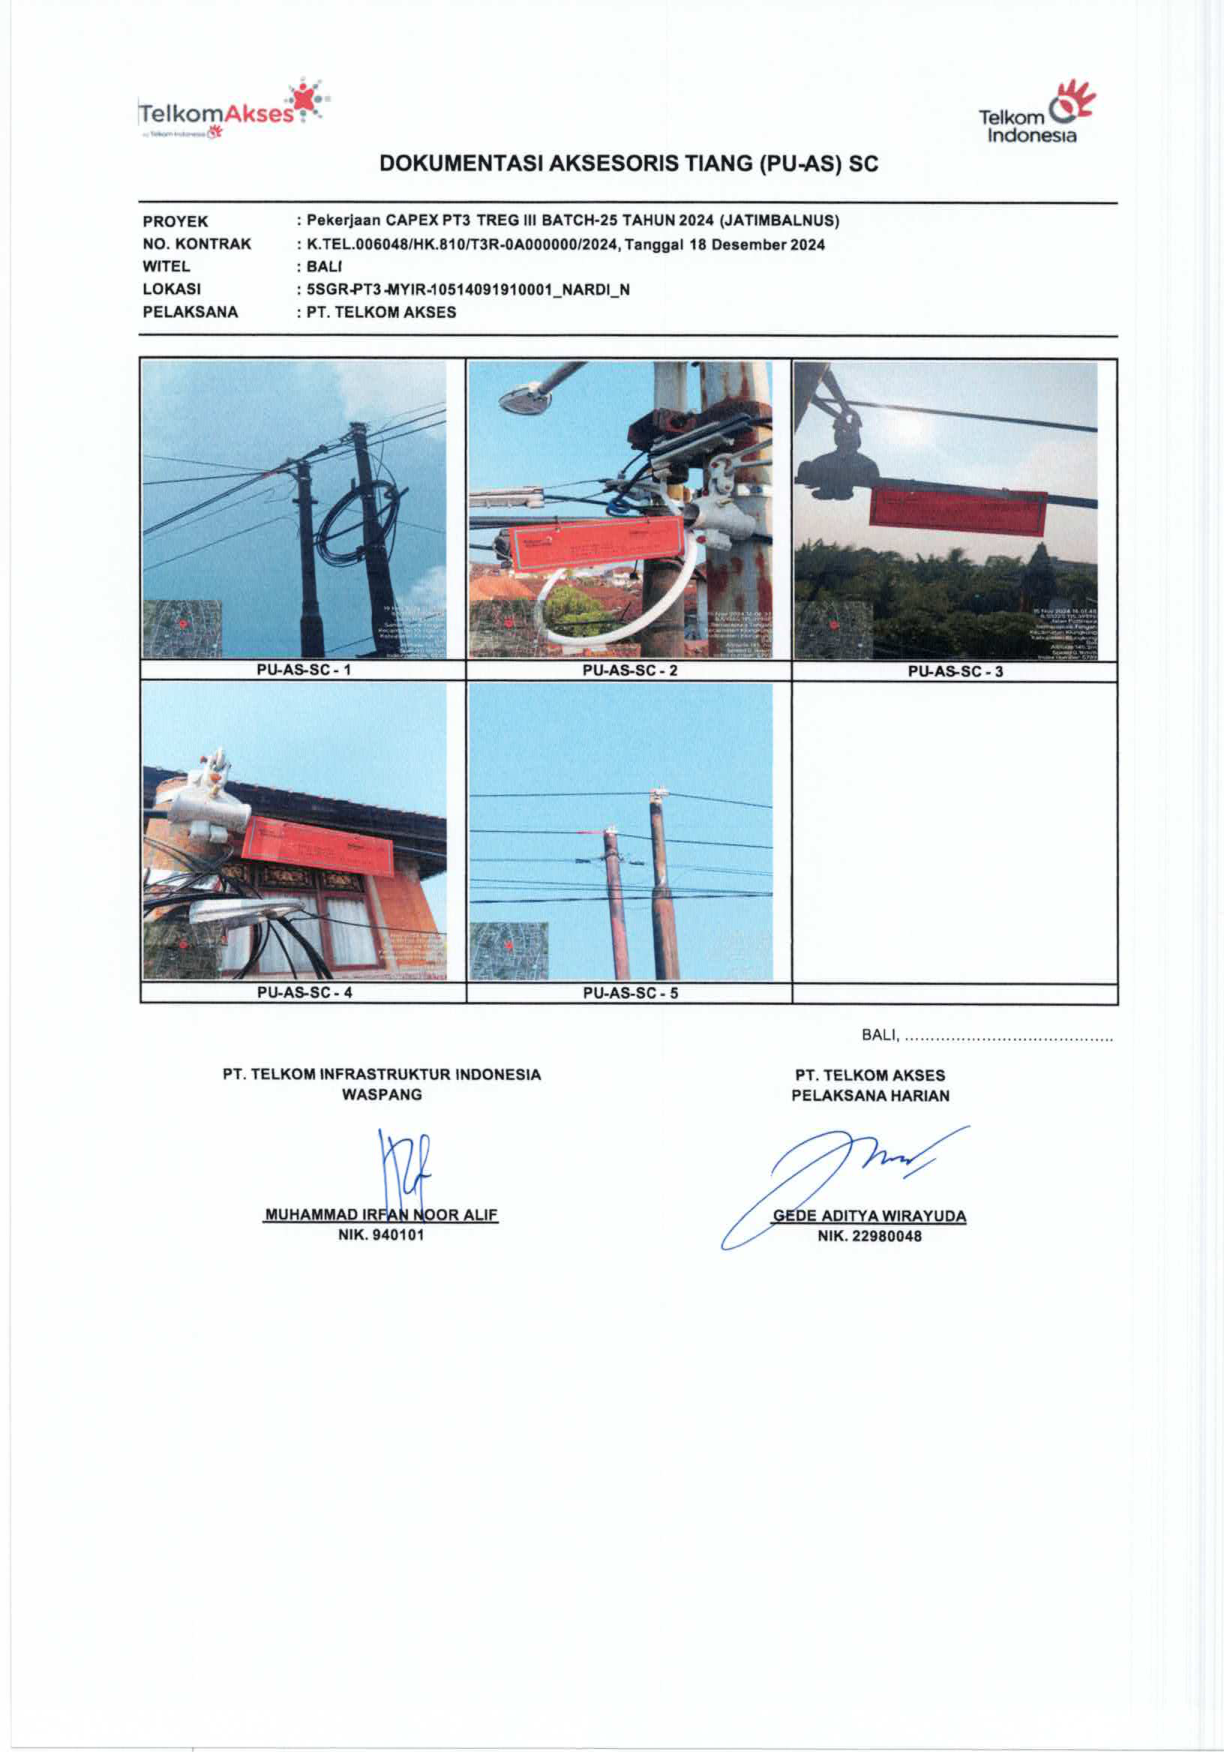 TelkomAkses
by Telkom Indonesia
Telkom
Indonesia
DOKUMENTASI AKSESORIS TIANG (PU-AS) SC
PROYEK : Pekerjaan CAPEX PT3 TREG III BATCH-25 TAHUN 2024 (JATIMBALNUS)
NO. KONTRAK : K.TEL.006048/HK.810/T3R-0A000000/2024, Tanggal 18 Desember 2024
WITEL : BALI
LOKASI : 5SGR-PT3-MYIR-10514091910001_NARDI_N
PELAKSANA : PT. TELKOM AKSES
PU-AS-SC - 1
PU-AS-SC - 2
PU-AS-SC - 3
PU-AS-SC - 4
PU-AS-SC - 5
BALI, ..........................................
PT. TELKOM INFRASTRUKTUR INDONESIA
WASPANG
PT. TELKOM AKSES
PELAKSANA HARIAN
MUHAMMAD IRFAN NOOR ALIF
NIK. 940101
GEDE ADITYA WIRAYUDA
NIK. 22980048